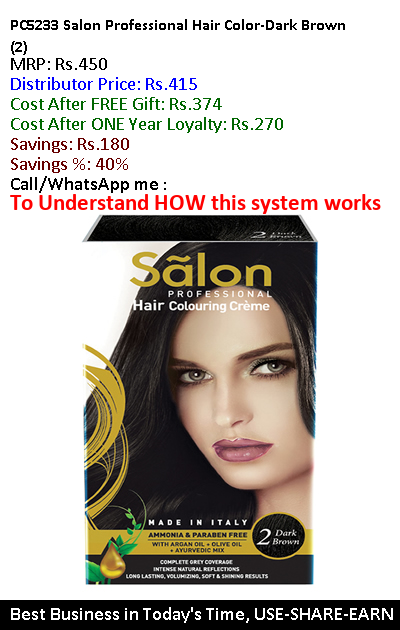 PC5233 Salon Professional Hair Color-Dark Brown
(2)
MRP: Rs.450
Distributor Price: Rs.415
Cost After FREE Gift: Rs.374
Cost After ONE Year Loyalty: Rs.270
Savings: Rs.180
Savings %: 40%
Call/WhatsApp me :
To Understand HOW this system works
2 Dark
Brown
Sãlon
PROFESSIONAL
Hair Colouring Crème
MADE IN ITALY
AMMONIA & PARABEN FREE
WITH ARGAN OIL + OLIVE OIL
+ AYURVEDIC MIX
2 Dark
Brown
COMPLETE GREY COVERAGE
INTENSE NATURAL REFLECTIONS
LONG LASTING, VOLUMIZING, SOFT & SHINING RESULTS
Best Business in Today's Time, USE-SHARE-EARN